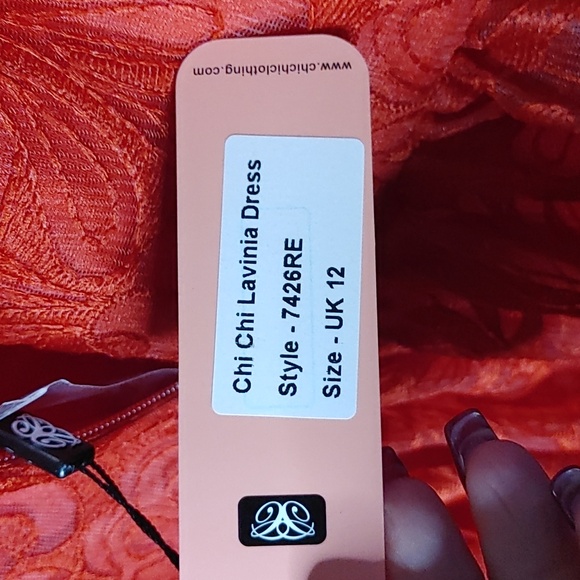 www.chichiclothing.com
Chi Chi Lavinia Dress
Style - 7426RE
Size - UK 12